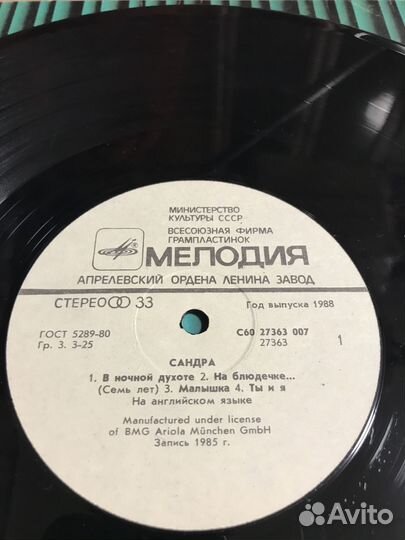 МИНИСТЕРСТВО
КУЛЬТУРЫ СССР
ВСЕСОЮЗНАЯ ФИРМА
ГРАМПЛАСТИНОК
МЕЛОДИЯ
АПРЕЛЕВСКИЙ ОРДЕНА ЛЕНИНА ЗАВОД
СТЕРЕО 33
Год выпуска 1988
ГОСТ 5289-80
С60 27363 007
Гр. 3. 3-25
27363
1
САНДРА
1. В ночной духоте 2. На блюдечке...
(Семь лет) 3. Малышка 4. Ты и я
На английском языке
Manufactured under license
of BMG Ariola München GmbH
Запись 1985 г.
Avito